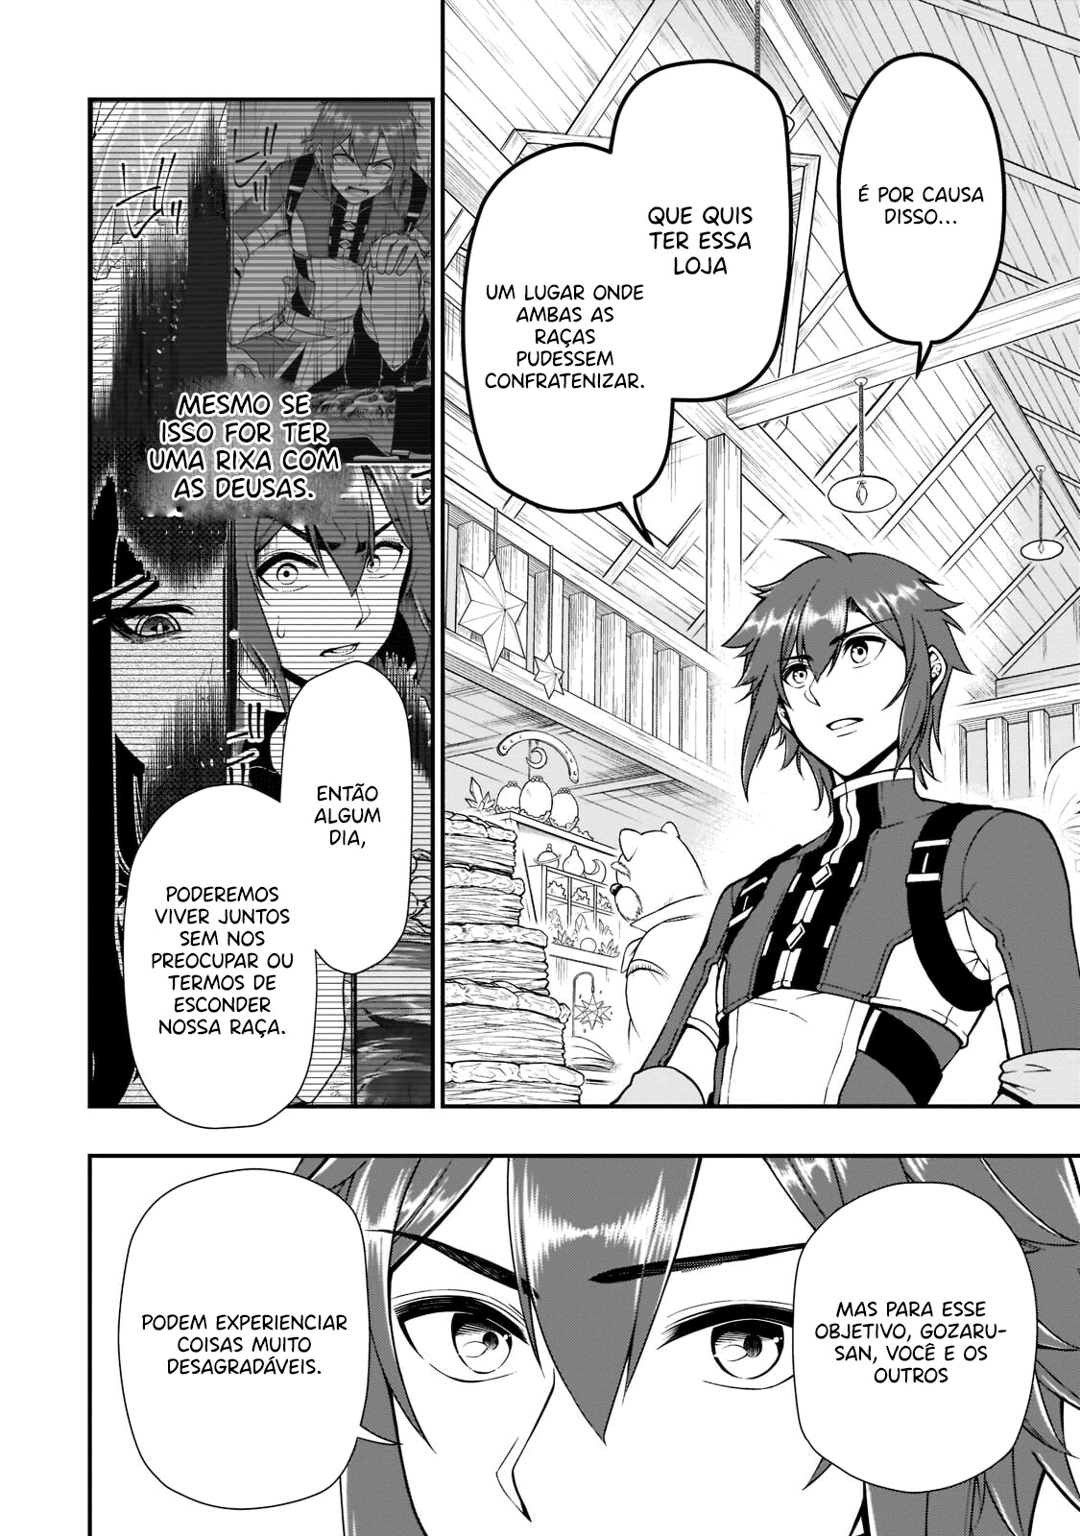 É POR CAUSA
DISSO...
QUE QUIS
TER ESSA
LOJA
UM LUGAR ONDE
AMBAS AS
RAÇAS
PUDESSEM
CONFRATENIZAR.
MESMO SE
ISSO FOR TER
UMA RIXA COM
AS DEUSAS.
ENTÃO
ALGUM
DIA,
PODEREMOS
VIVER JUNTOS
SEM NOS
PREOCUPAR OU
TERMOS DE
ESCONDER
NOSSA RAÇA.
MAS PARA ESSE
OBJETIVO, GOZARU-
SAN, VOCÊ E OS
OUTROS
PODEM EXPERIENCIAR
COISAS MUITO
DESAGRADÁVEIS.